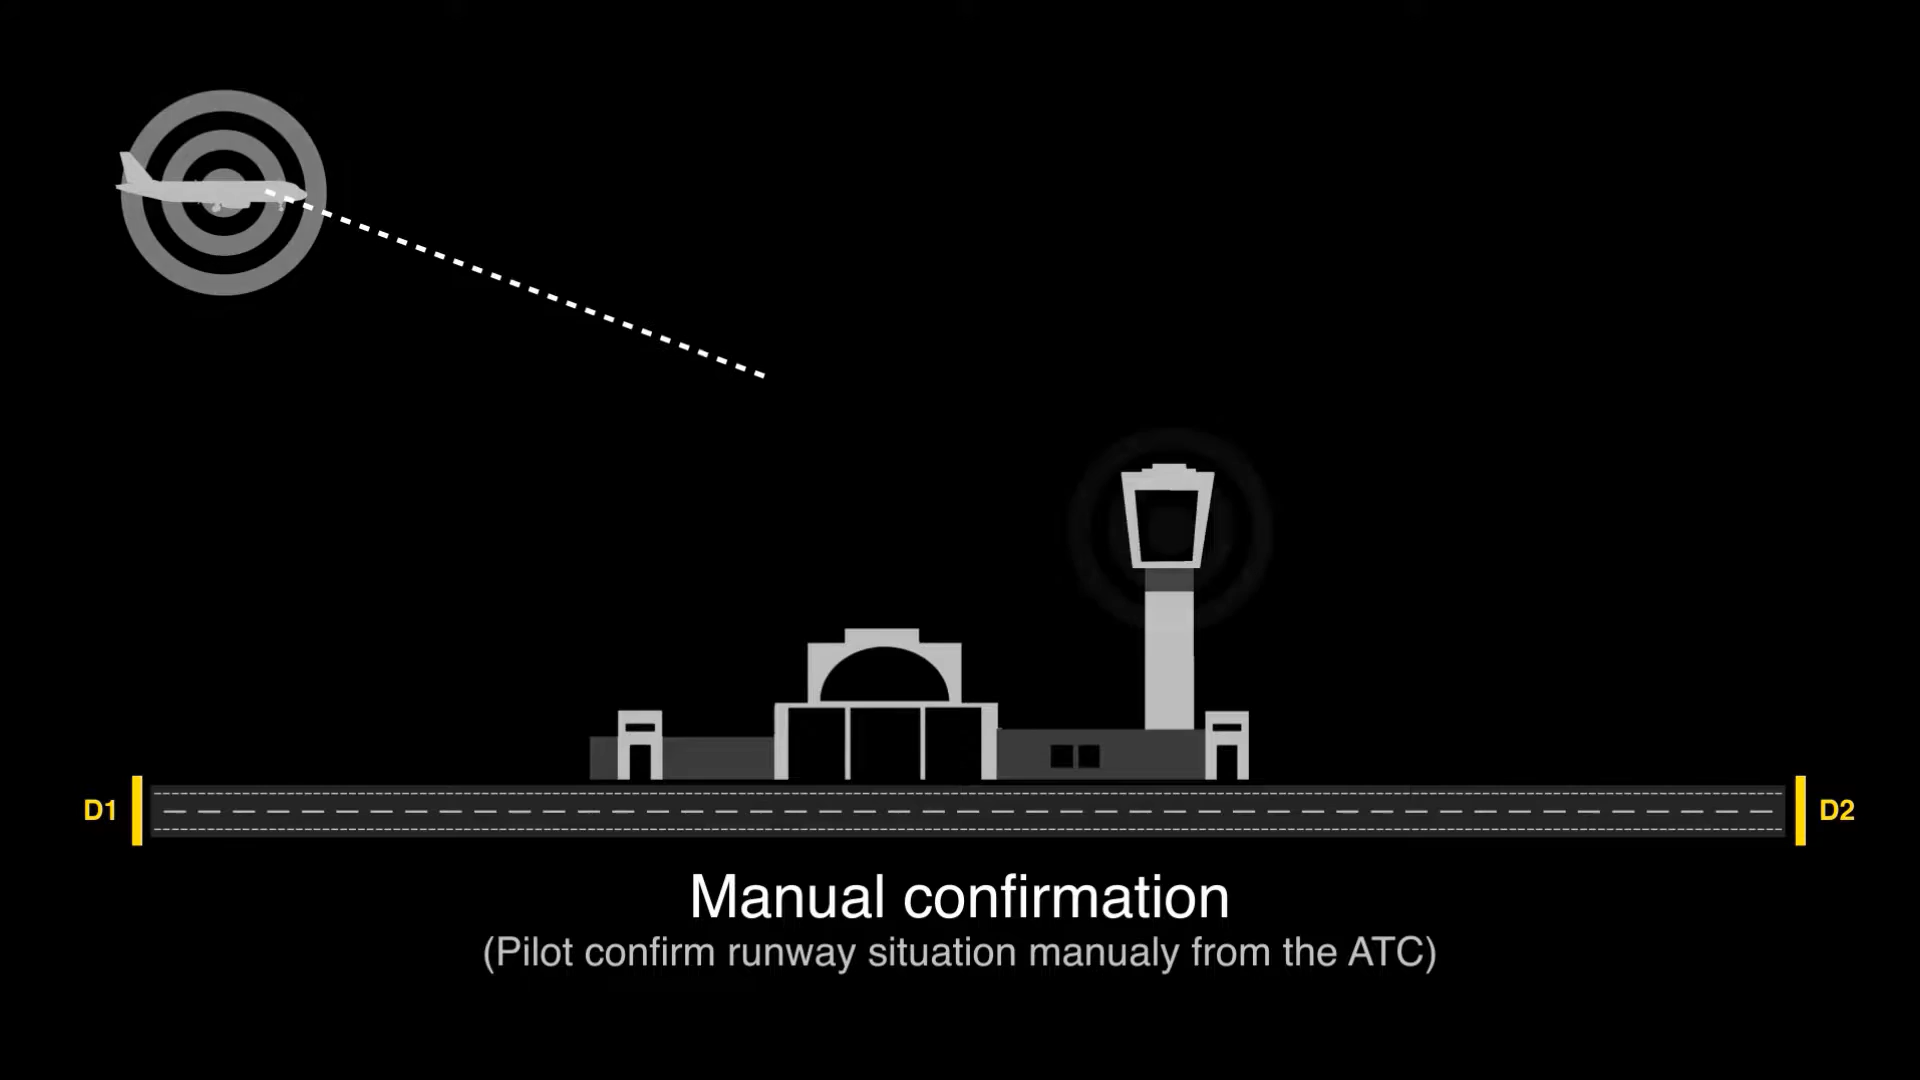 D1
D2
Manual confirmation
(Pilot confirm runway situation manualy from the ATC)